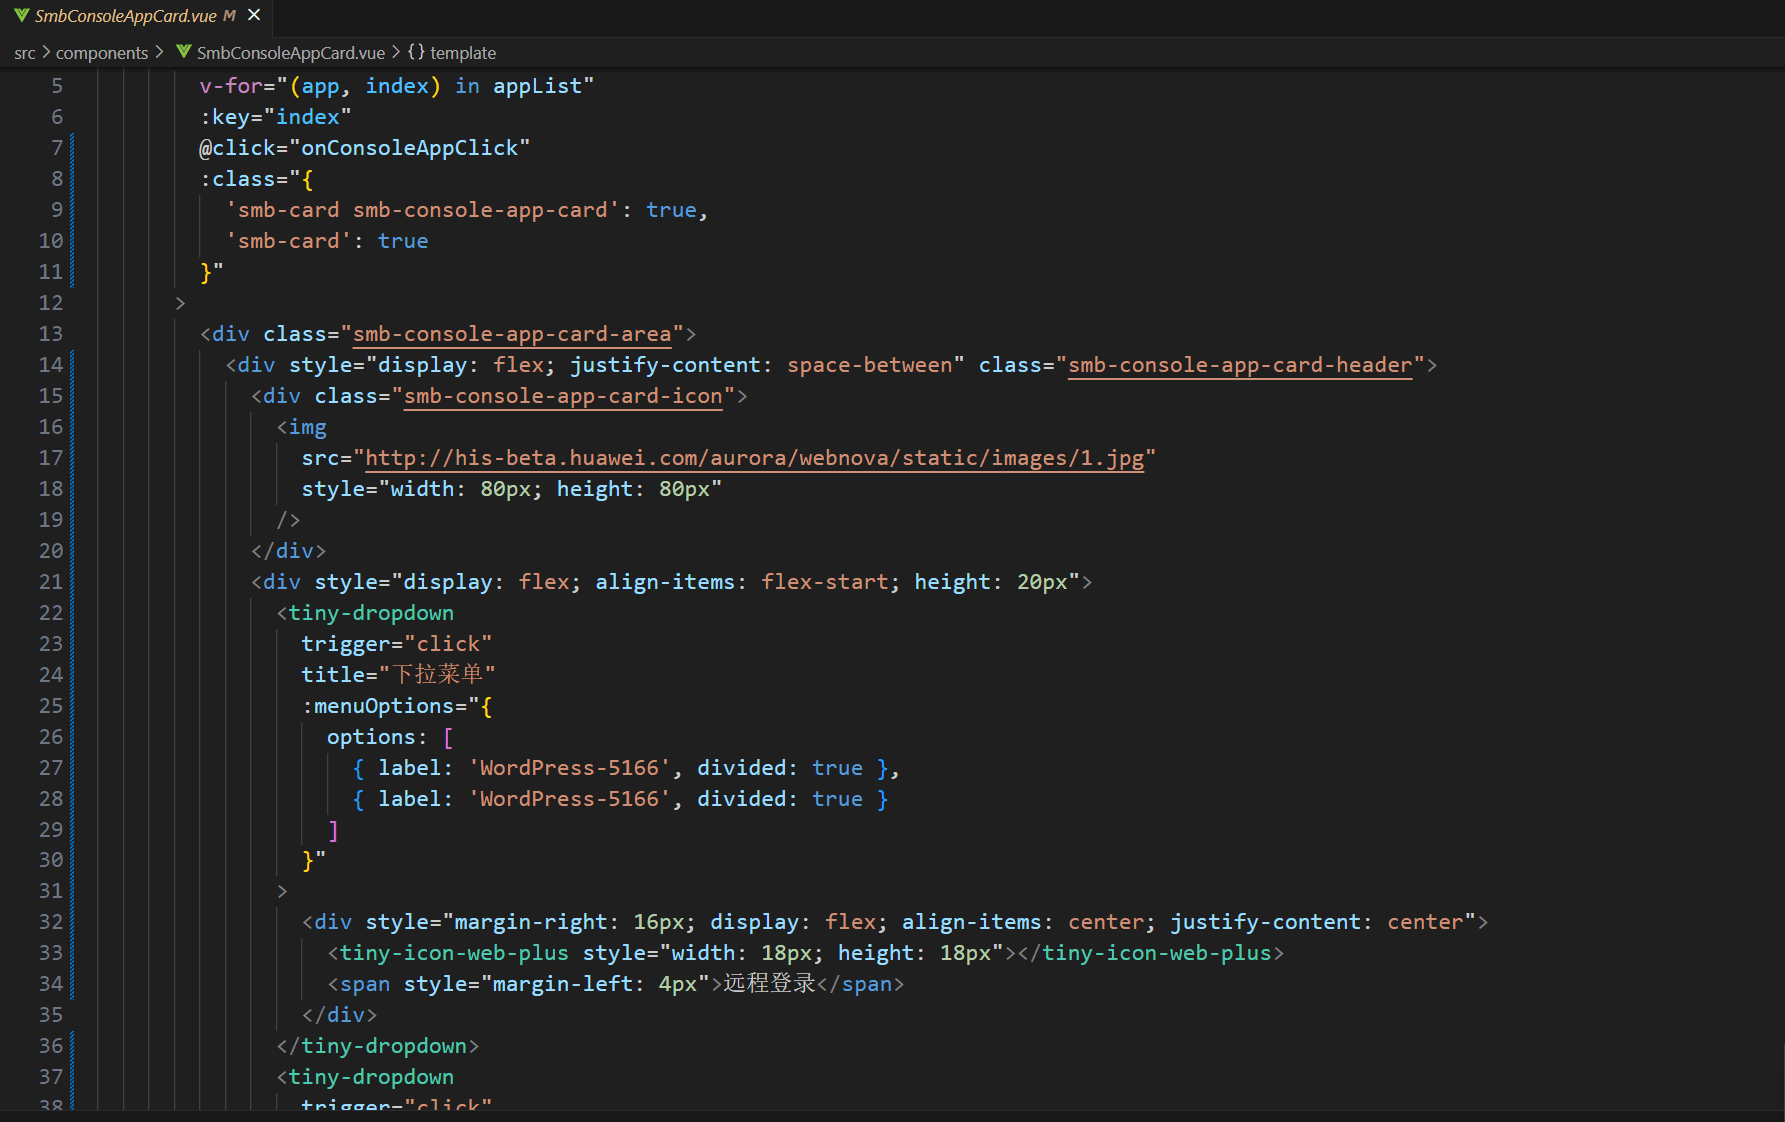 SmbConsoleAppCard.vue M ×
src > components > SmbConsoleAppCard.vue > {} template
5 v-for="(app, index) in appList"
6 :key="index"
7 @click="onConsoleAppClick"
8 :class="{
9 'smb-card smb-console-app-card': true,
10 'smb-card': true
11 }"
12 >
13 <div class="smb-console-app-card-area">
14 <div style="display: flex; justify-content: space-between" class="smb-console-app-card-header">
15 <div class="smb-console-app-card-icon">
16 <img
17 src="http://his-beta.huawei.com/aurora/webnova/static/images/1.jpg"
18 style="width: 80px; height: 80px"
19 />
20 </div>
21 <div style="display: flex; align-items: flex-start; height: 20px">
22 <tiny-dropdown
23 trigger="click"
24 title="下拉菜单"
25 :menuOptions="{
26 options: [
27 { label: 'WordPress-5166', divided: true },
28 { label: 'WordPress-5166', divided: true }
29 ]
30 }"
31 >
32 <div style="margin-right: 16px; display: flex; align-items: center; justify-content: center">
33 <tiny-icon-web-plus style="width: 18px; height: 18px"></tiny-icon-web-plus>
34 <span style="margin-left: 4px">远程登录</span>
35 </div>
36 </tiny-dropdown>
37 <tiny-dropdown
38 trigger="click"